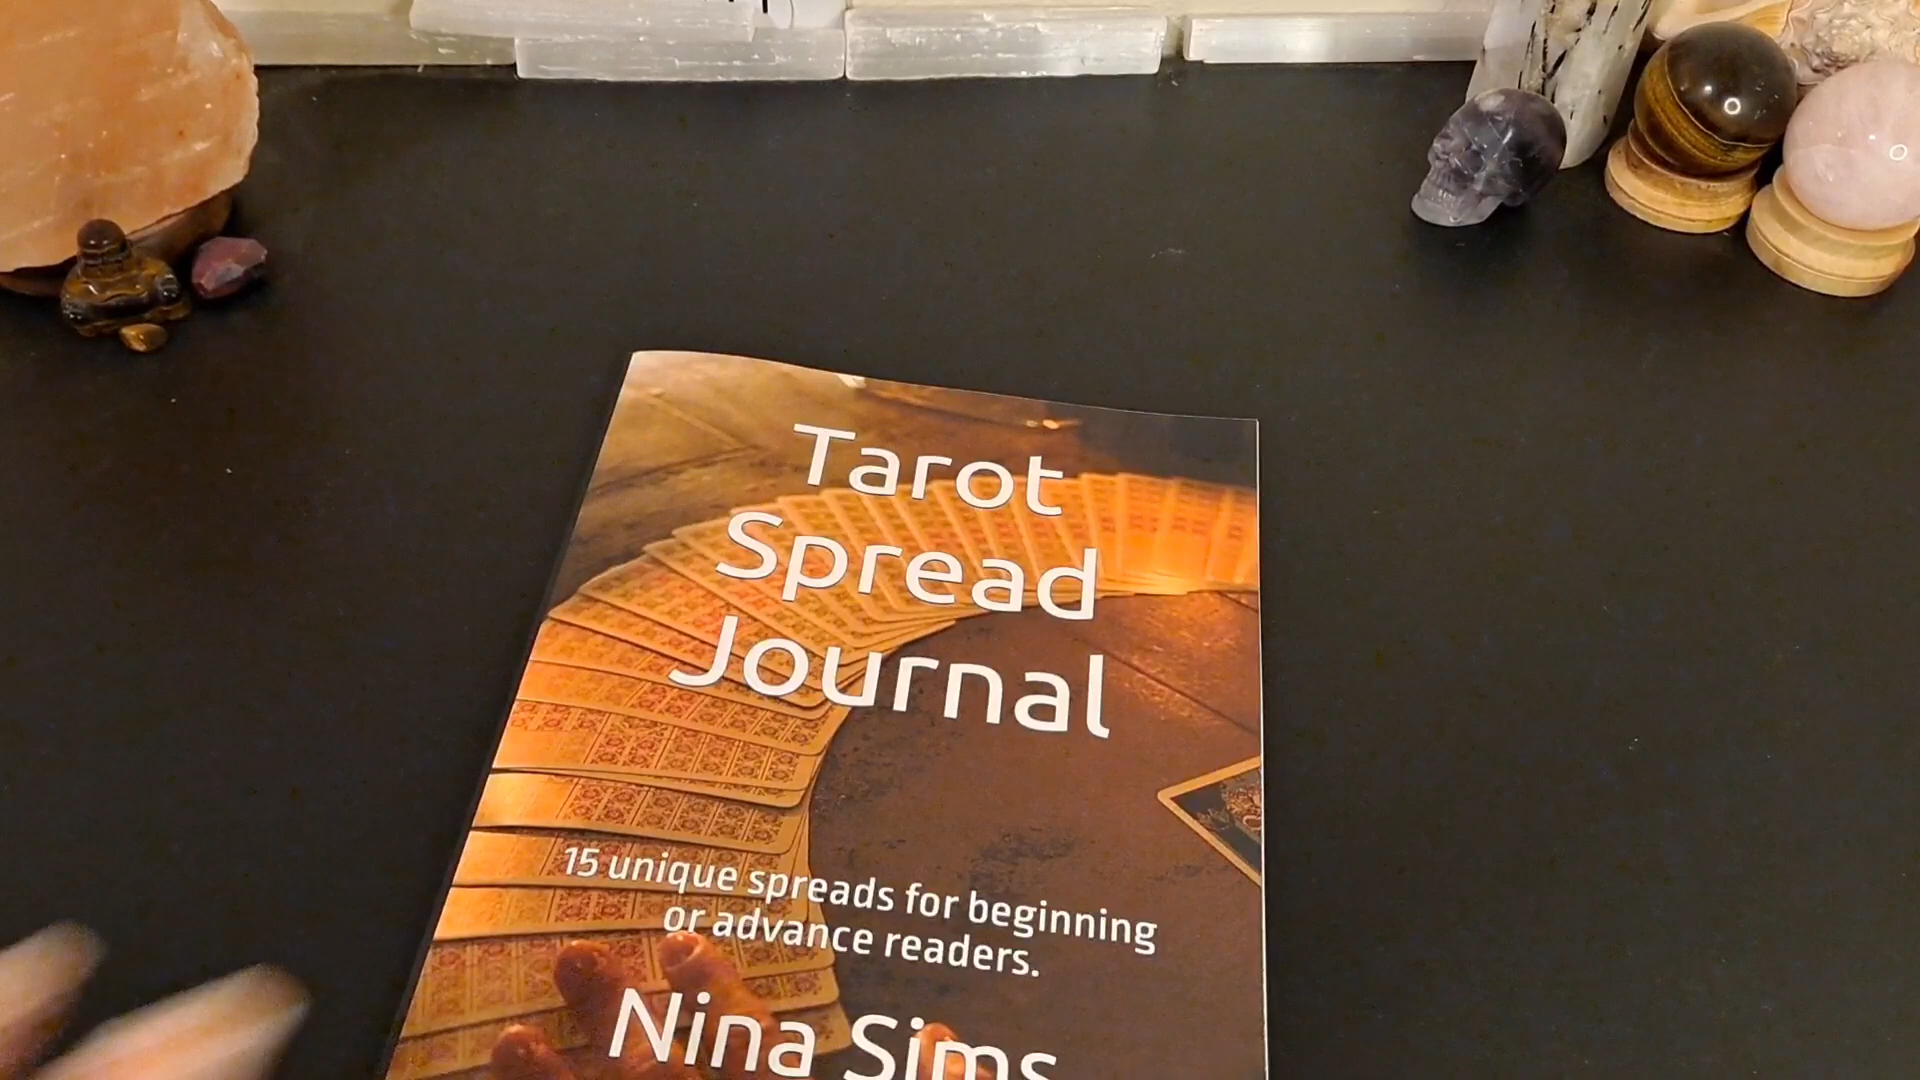 Tarot
Spread
Journal
15 unique spreads for beginning
or advance readers.
Nina Sims